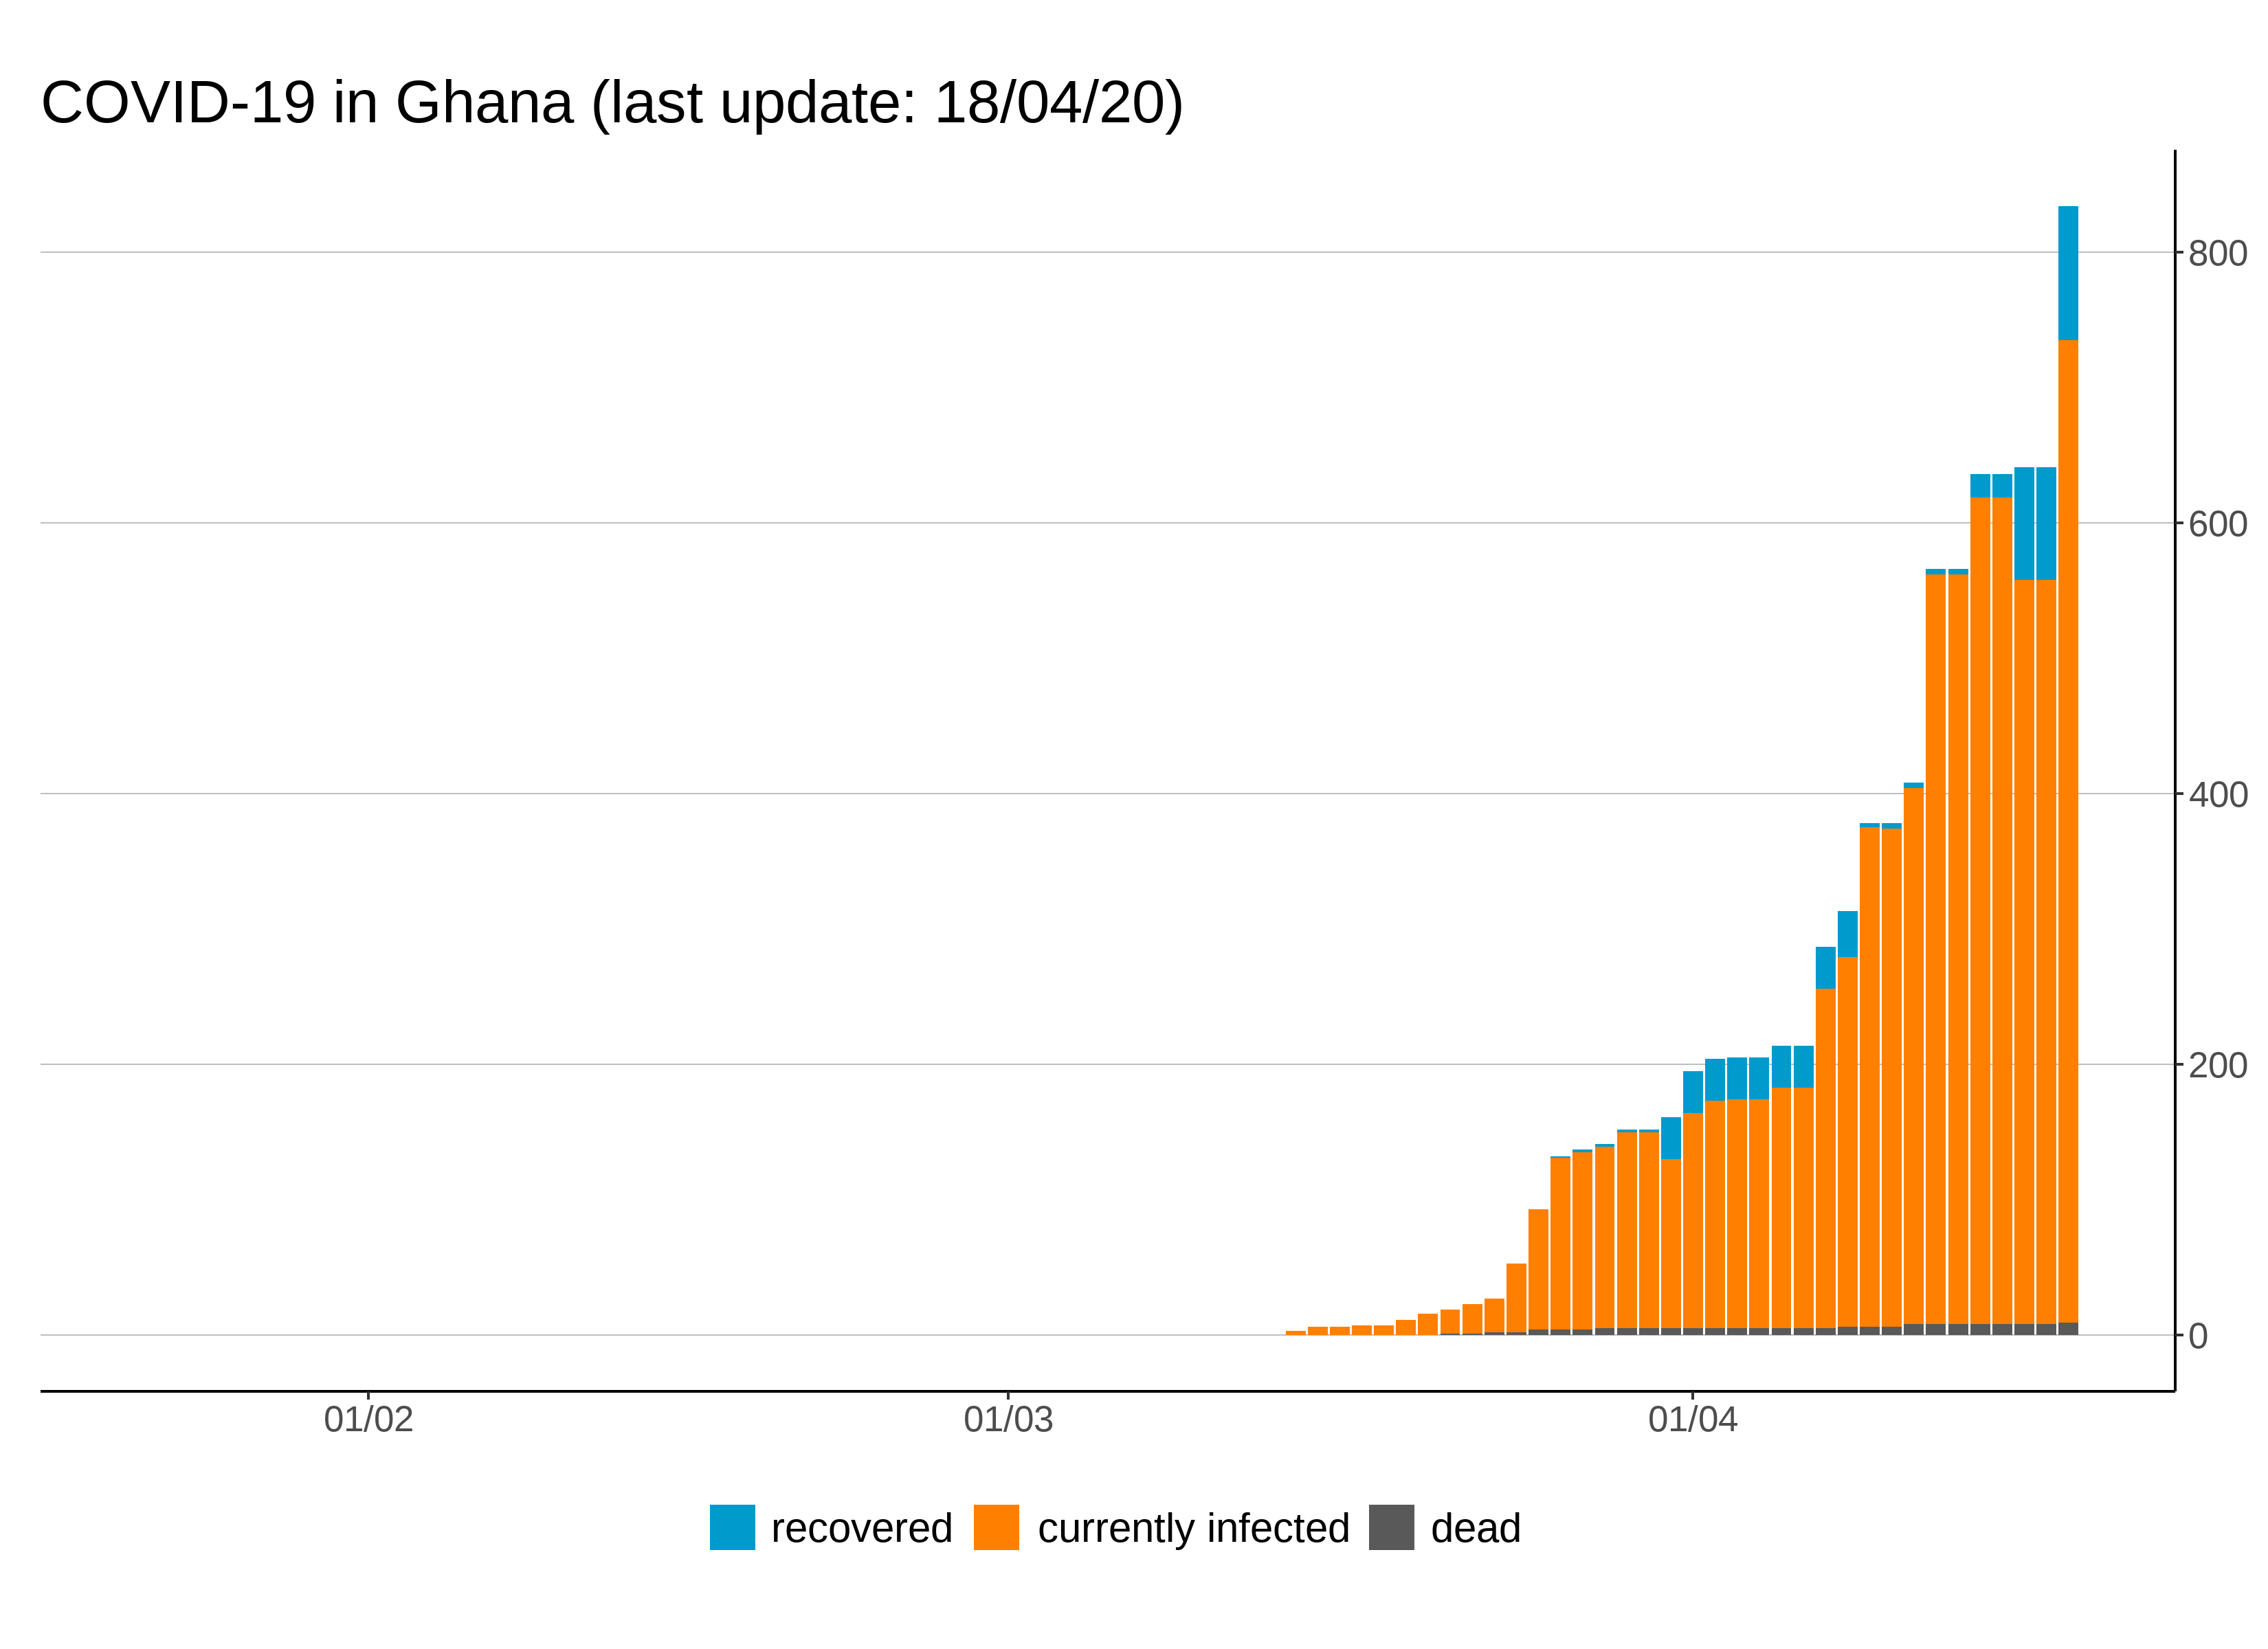 COVID-19 in Ghana (last update: 18/04/20)
800
600
400
200
0
01/02 01/03 01/04
recovered currently infected dead